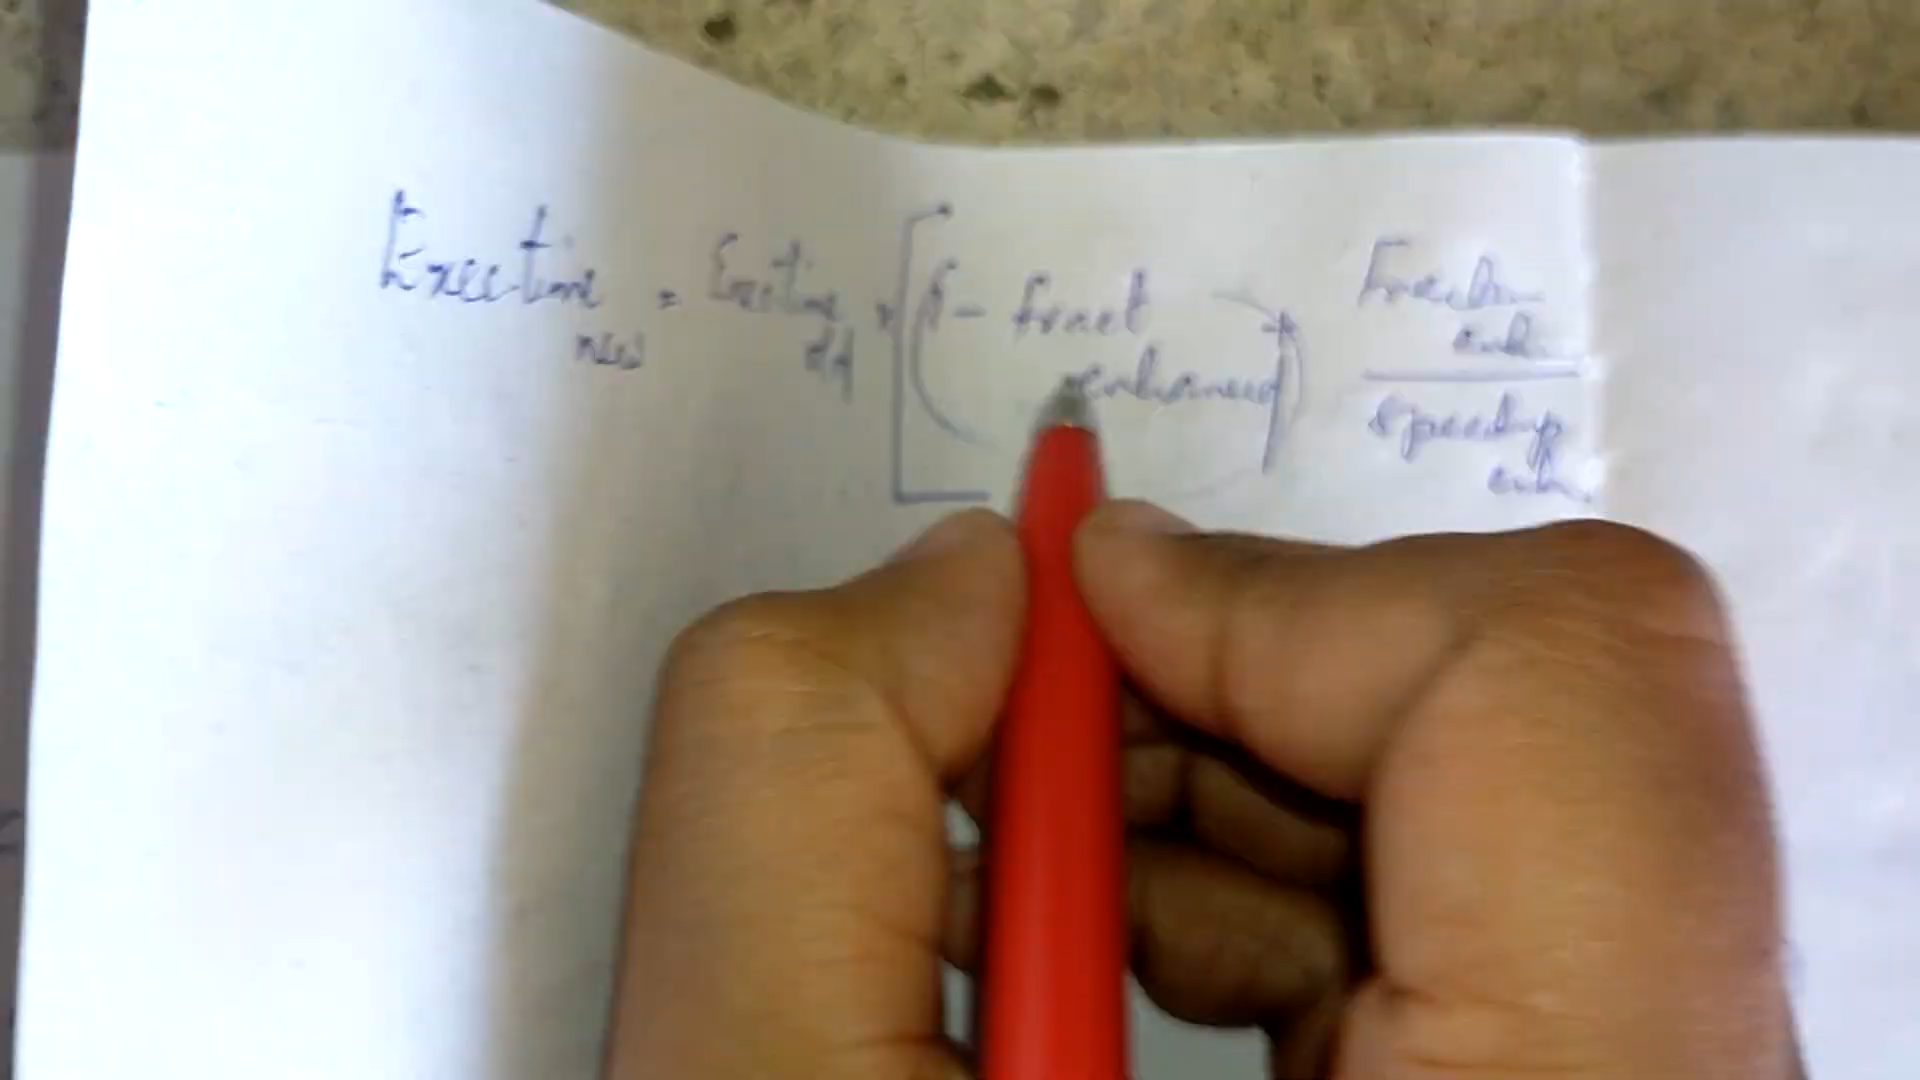 Exec time new = Exec time old × [ (1 - fract enhanced) + Fraction enh. / speedup enh.